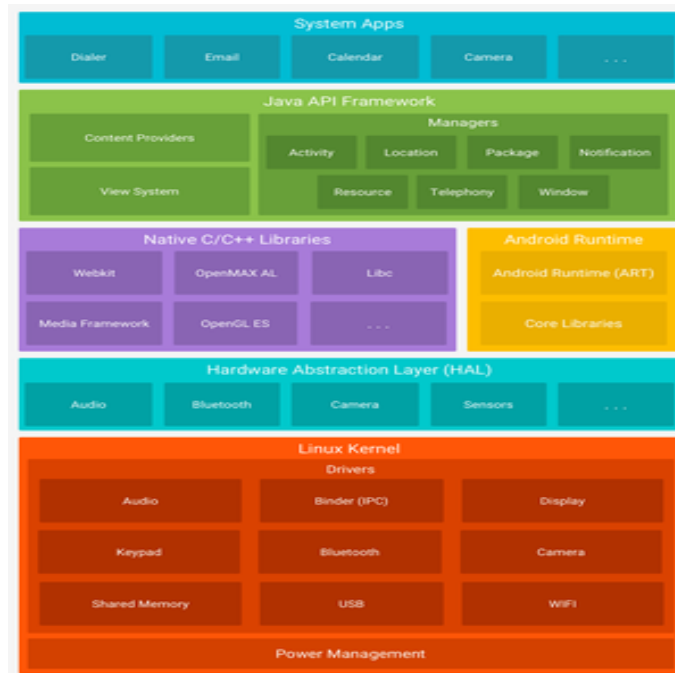 System Apps
Dialer Email Calendar Camera . . .
Java API Framework
Content Providers
View System
Managers
Activity Location Package Notification
Resource Telephony Window
Native C/C++ Libraries
Webkit OpenMAX AL Libc
Media Framework OpenGL ES . . .
Android Runtime
Android Runtime (ART)
Core Libraries
Hardware Abstraction Layer (HAL)
Audio Bluetooth Camera Sensors . . .
Linux Kernel
Drivers
Audio Binder (IPC) Display
Keypad Bluetooth Camera
Shared Memory USB WIFI
Power Management